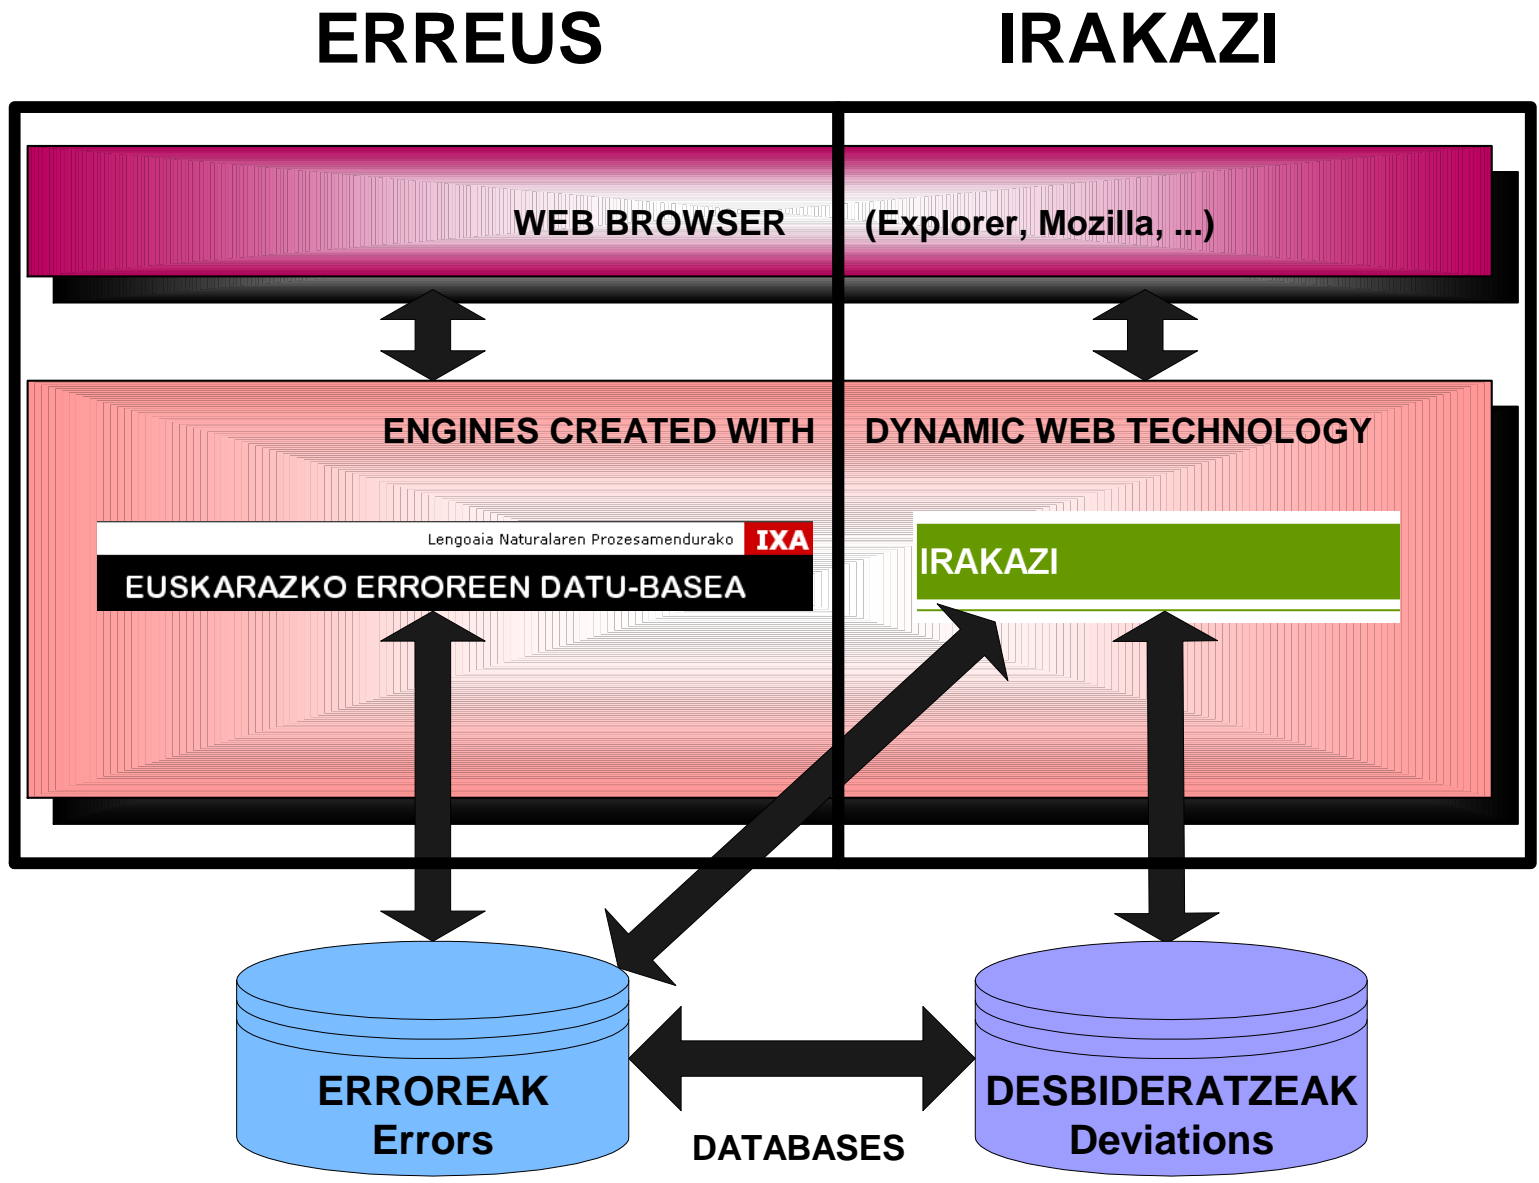 ERREUS
IRAKAZI
WEB BROWSER (Explorer, Mozilla, ...)
ENGINES CREATED WITH DYNAMIC WEB TECHNOLOGY
Lengoaia Naturalaren Prozesamendurako IXA
EUSKARAZKO ERROREEN DATU-BASEA
IRAKAZI
ERROREAK
Errors
DATABASES
DESBIDERATZEAK
Deviations